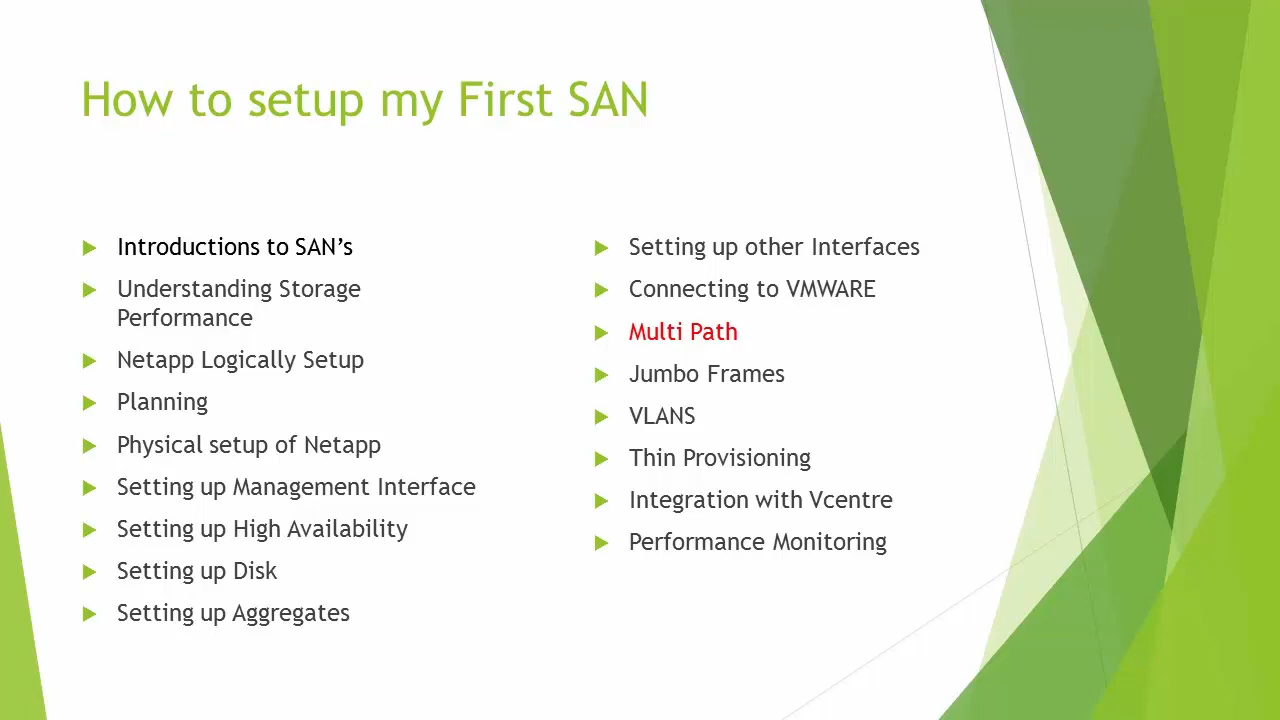 How to setup my First SAN
Introductions to SAN’s
Understanding Storage
Performance
Netapp Logically Setup
Planning
Physical setup of Netapp
Setting up Management Interface
Setting up High Availability
Setting up Disk
Setting up Aggregates
Setting up other Interfaces
Connecting to VMWARE
Multi Path
Jumbo Frames
VLANS
Thin Provisioning
Integration with Vcentre
Performance Monitoring